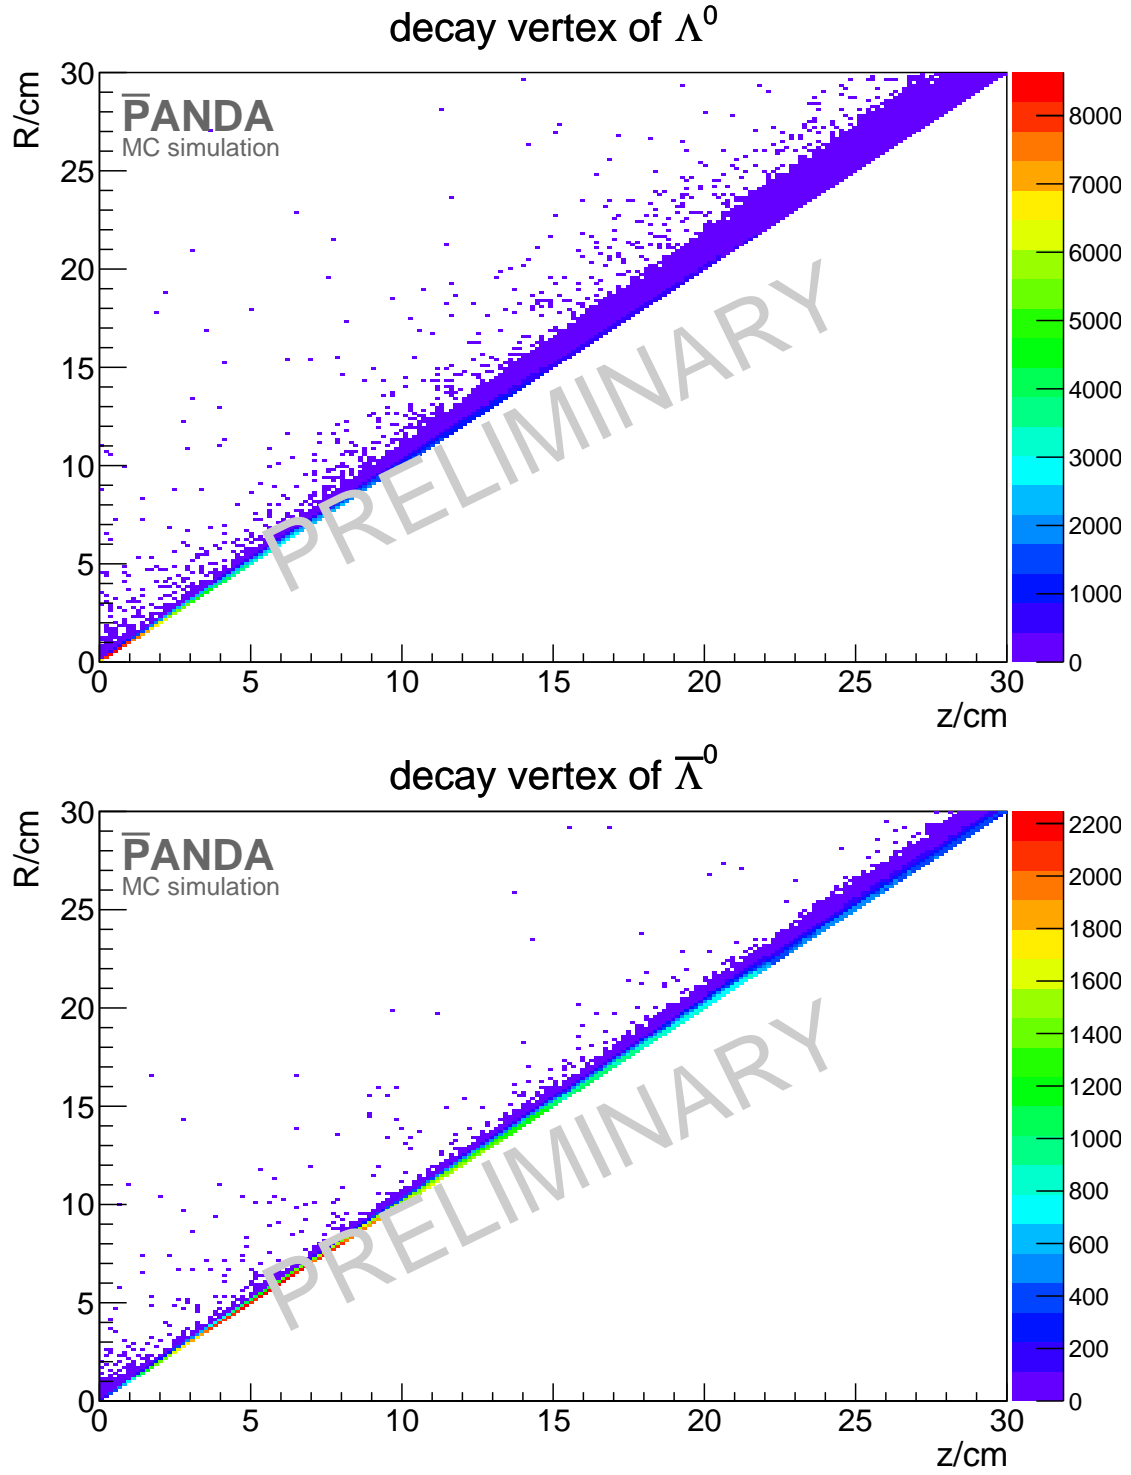 decay vertex of Λ⁰
R/cm
P̅ANDA
MC simulation
PRELIMINARY
30
25
20
15
10
5
0
0 5 10 15 20 25 30
z/cm
8000
7000
6000
5000
4000
3000
2000
1000
0
decay vertex of Λ̅⁰
R/cm
P̅ANDA
MC simulation
PRELIMINARY
30
25
20
15
10
5
0
0 5 10 15 20 25 30
z/cm
2200
2000
1800
1600
1400
1200
1000
800
600
400
200
0